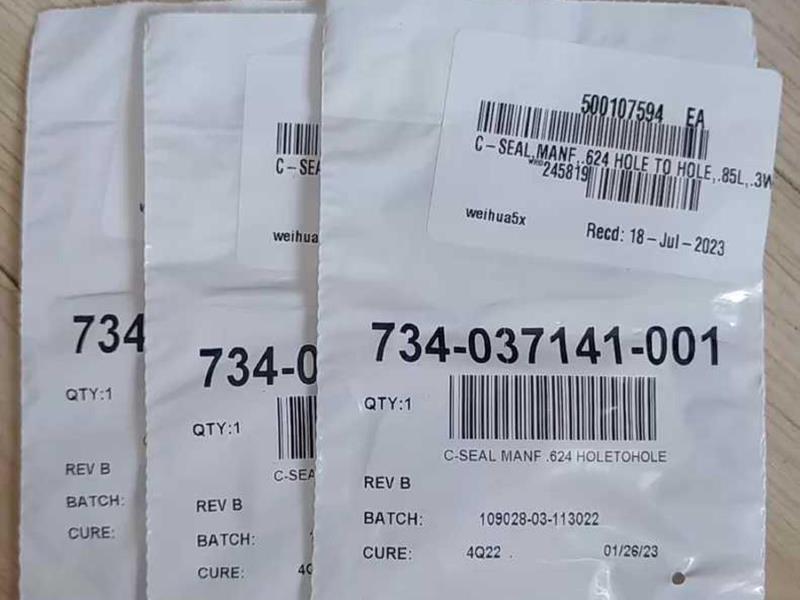 500107594 EA
C-SEAL,MANF,.624 HOLE TO HOLE,.85L,.3W
245819
weihua5x
Recd: 18-Jul-2023
734-037141-001
QTY:1
C-SEAL MANF .624 HOLETOHOLE
REV B
BATCH: 109028-03-113022
CURE: 4Q22 . 01/26/23
C-SEA
weihua
734-0
QTY:1
C-SEA
REV B
BATCH:
CURE: 4Q
734
QTY:1
REV B
BATCH:
CURE: